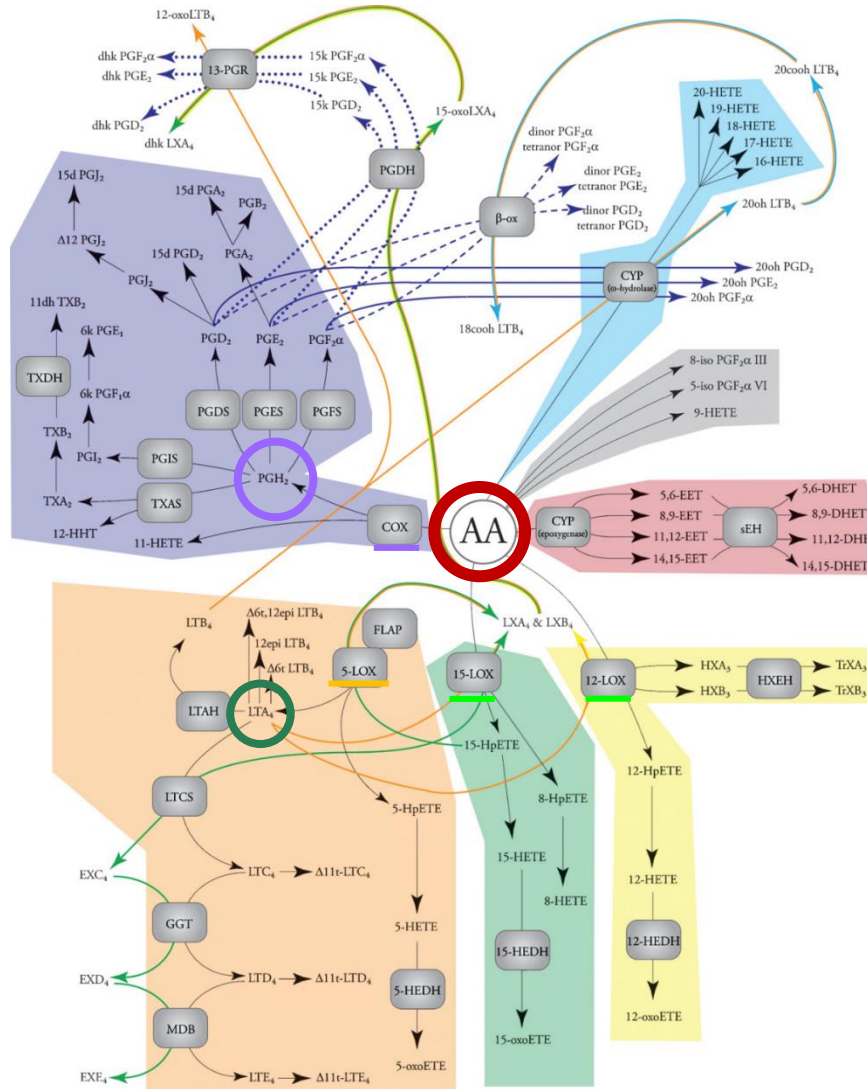 12-oxoLTB₄
dhk PGF₂α
dhk PGE₂
dhk PGD₂
dhk LXA₄
13-PGR
15k PGF₂α
15k PGE₂
15k PGD₂
15-oxoLXA₄
PGDH
20cooh LTB₄
20-HETE
19-HETE
18-HETE
17-HETE
16-HETE
dinor PGF₂α
tetranor PGF₂α
dinor PGE₂
tetranor PGE₂
dinor PGD₂
tetranor PGD₂
β-ox
20oh LTB₄
15d PGJ₂
15d PGA₂
PGB₂
Δ12 PGJ₂
15d PGD₂
PGA₂
PGJ₂
CYP
(ω-hydrolase)
20oh PGD₂
20oh PGE₂
20oh PGF₂α
18cooh LTB₄
11dh TXB₂
6k PGE₁
PGD₂
PGE₂
PGF₂α
8-iso PGF₂α III
5-iso PGF₂α VI
9-HETE
TXDH
6k PGF₁α
PGDS
PGES
PGFS
TXB₂
PGI₂
PGIS
PGH₂
TXAS
TXA₂
12-HHT
11-HETE
COX
AA
CYP
(epoxygenase)
5,6-EET
8,9-EET
11,12-EET
14,15-EET
sEH
5,6-DHET
8,9-DHET
11,12-DHET
14,15-DHET
LTB₄
Δ6t,12epi LTB₄
12epi LTB₄
Δ6t LTB₄
FLAP
5-LOX
LXA₄ & LXB₄
15-LOX
12-LOX
HXA₃
HXB₃
HXEH
TrXA₃
TrXB₃
LTAH
LTA₄
15-HpETE
12-HpETE
LTCS
5-HpETE
8-HpETE
15-HETE
EXC₄
LTC₄
Δ11t-LTC₄
12-HETE
8-HETE
GGT
5-HETE
15-HEDH
12-HEDH
EXD₄
LTD₄
Δ11t-LTD₄
5-HEDH
MDB
12-oxoETE
15-oxoETE
5-oxoETE
EXE₄
LTE₄
Δ11t-LTE₄